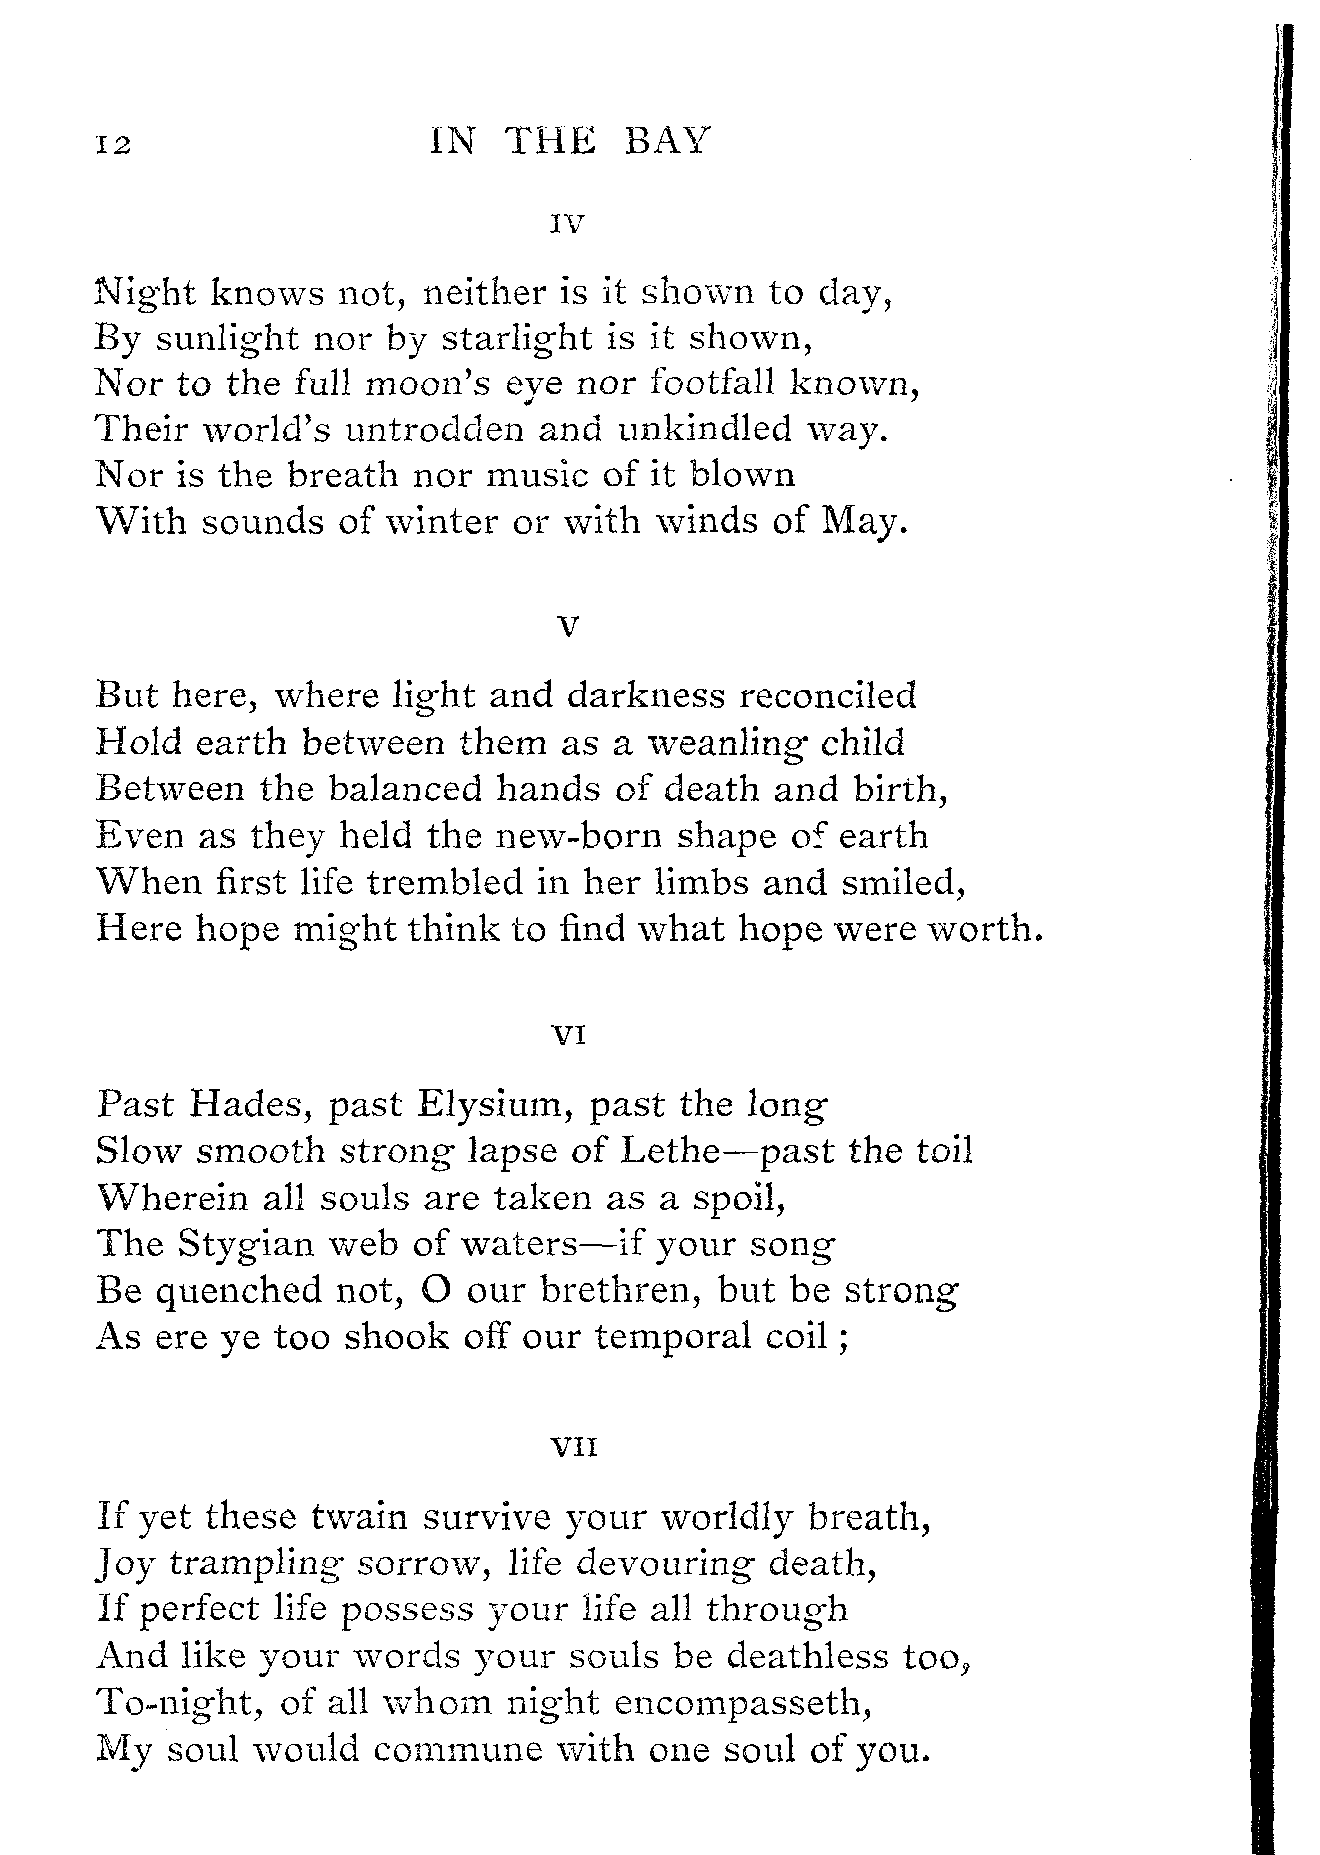 12 IN THE BAY
IV
Night knows not, neither is it shown to day,
By sunlight nor by starlight is it shown,
Nor to the full moon's eye nor footfall known,
Their world's untrodden and unkindled way.
Nor is the breath nor music of it blown
With sounds of winter or with winds of May.
V
But here, where light and darkness reconciled
Hold earth between them as a weanling child
Between the balanced hands of death and birth,
Even as they held the new-born shape of earth
When first life trembled in her limbs and smiled,
Here hope might think to find what hope were worth.
VI
Past Hades, past Elysium, past the long
Slow smooth strong lapse of Lethe—past the toil
Wherein all souls are taken as a spoil,
The Stygian web of waters—if your song
Be quenched not, O our brethren, but be strong
As ere ye too shook off our temporal coil ;
VII
If yet these twain survive your worldly breath,
Joy trampling sorrow, life devouring death,
If perfect life possess your life all through
And like your words your souls be deathless too,
To-night, of all whom night encompasseth,
My soul would commune with one soul of you.